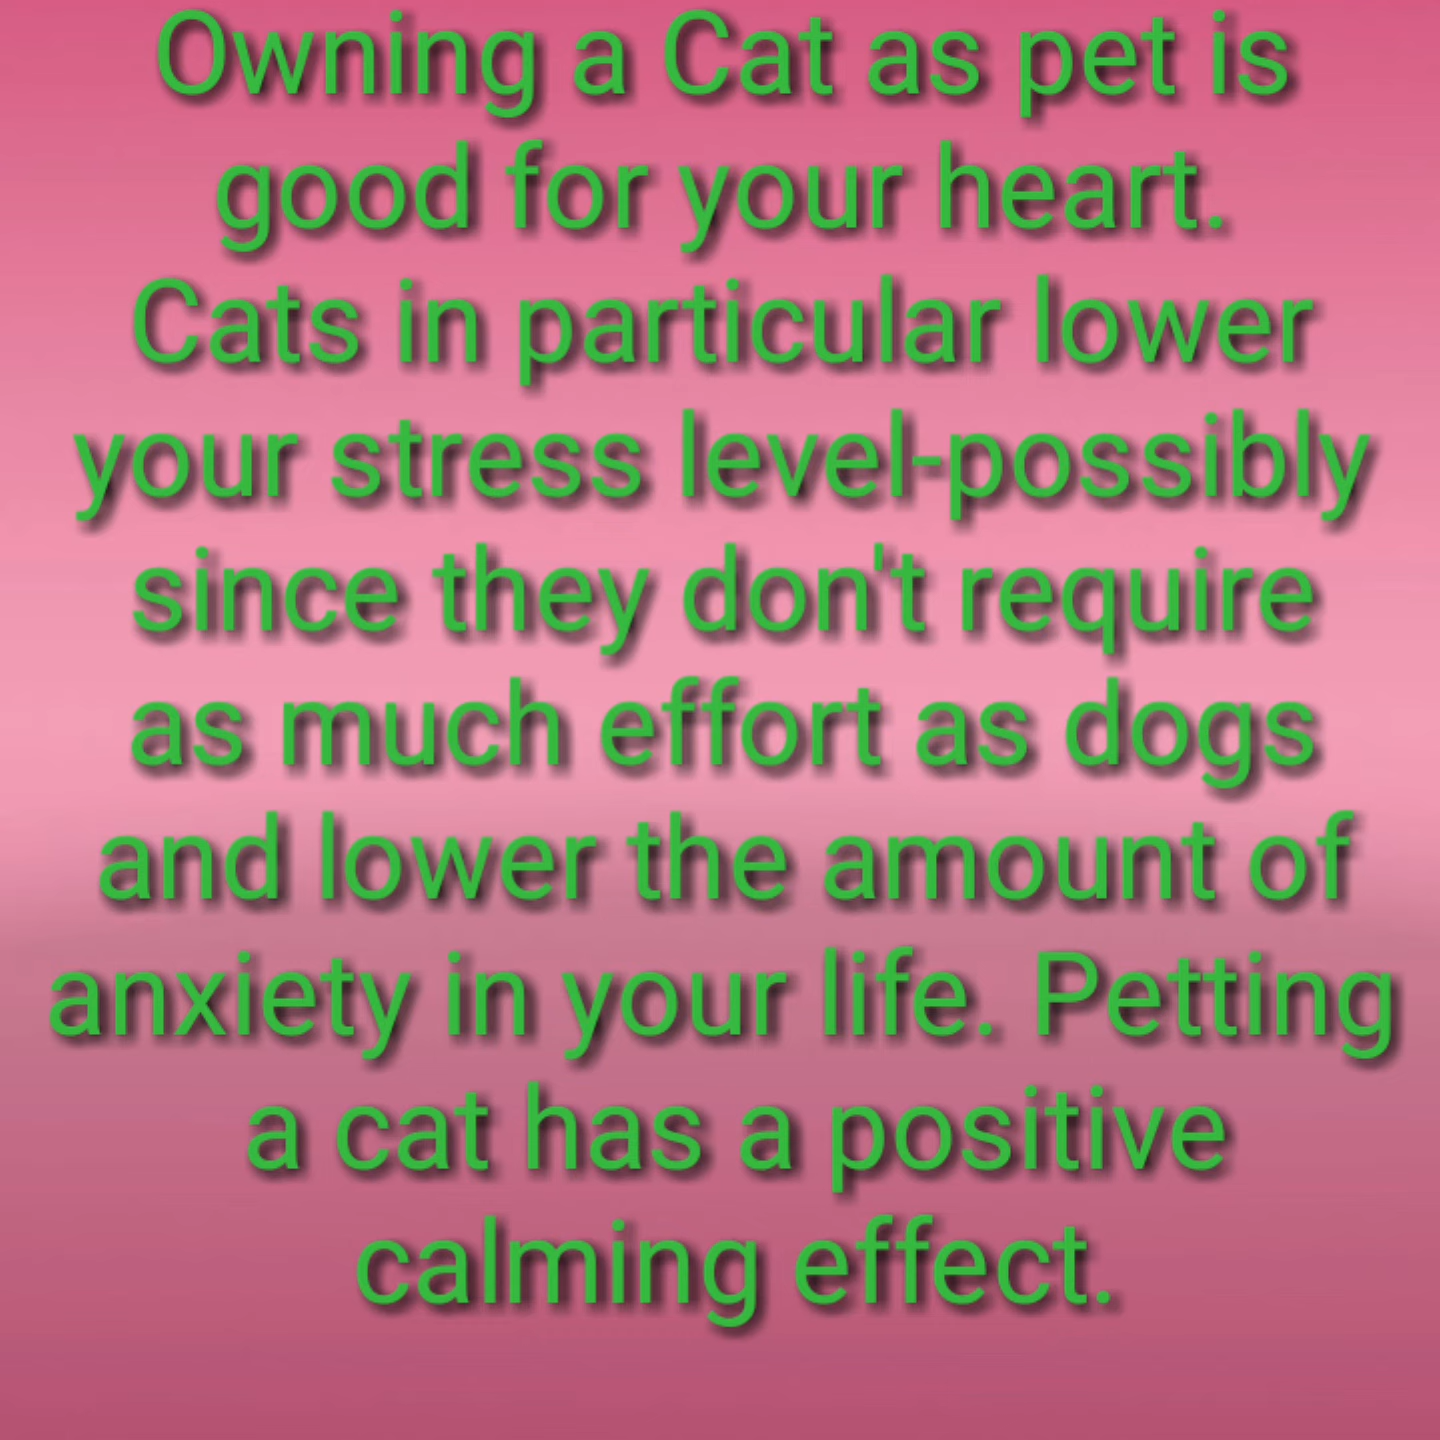 Owning a Cat as pet is
good for your heart.
Cats in particular lower
your stress level-possibly
since they don't require
as much effort as dogs
and lower the amount of
anxiety in your life. Petting
a cat has a positive
calming effect.